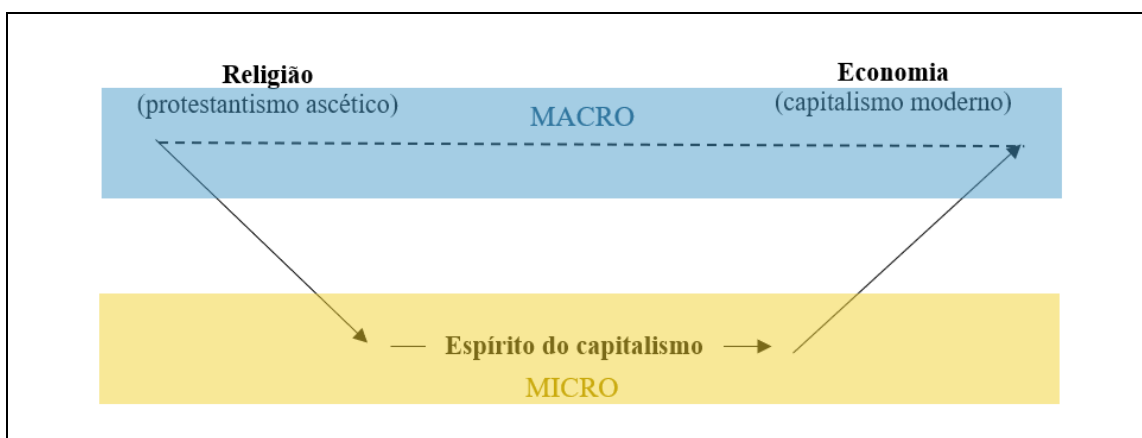 Religião
(protestantismo ascético)
Economia
(capitalismo moderno)
MACRO
Espírito do capitalismo
MICRO